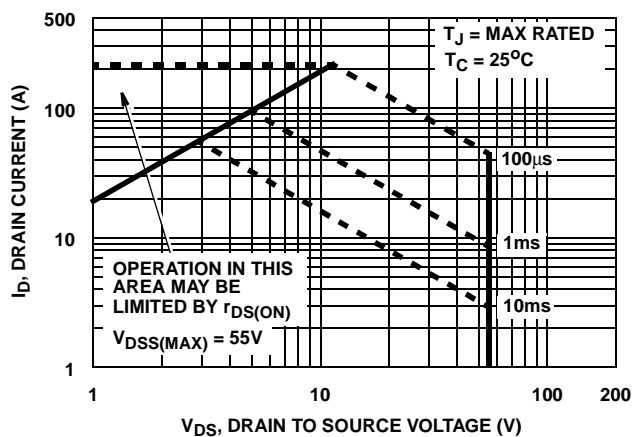 500
T_J = MAX RATED
T_C = 25°C
100
I_D, DRAIN CURRENT (A)
100µs
10
1ms
OPERATION IN THIS
AREA MAY BE
LIMITED BY r_DS(ON)
10ms
V_DSS(MAX) = 55V
1
1 10 100 200
V_DS, DRAIN TO SOURCE VOLTAGE (V)